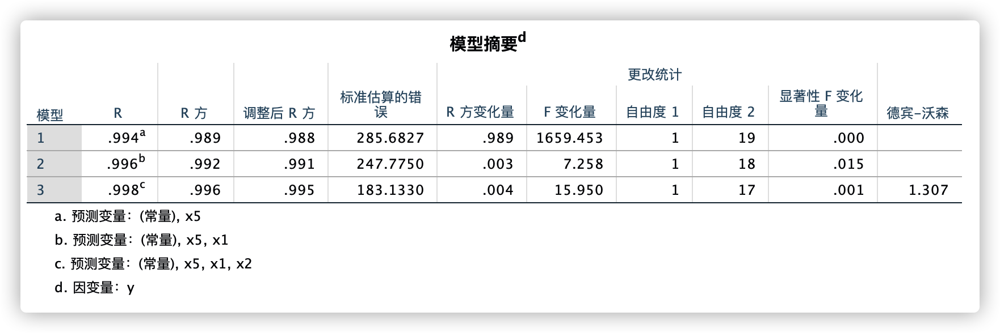 模型摘要d
更改统计
模型 R R 方 调整后 R 方 标准估算的错误 R 方变化量 F 变化量 自由度 1 自由度 2 显著性 F 变化量 德宾-沃森
1 .994a .989 .988 285.6827 .989 1659.453 1 19 .000
2 .996b .992 .991 247.7750 .003 7.258 1 18 .015
3 .998c .996 .995 183.1330 .004 15.950 1 17 .001 1.307
a. 预测变量：(常量), x5
b. 预测变量：(常量), x5, x1
c. 预测变量：(常量), x5, x1, x2
d. 因变量：y